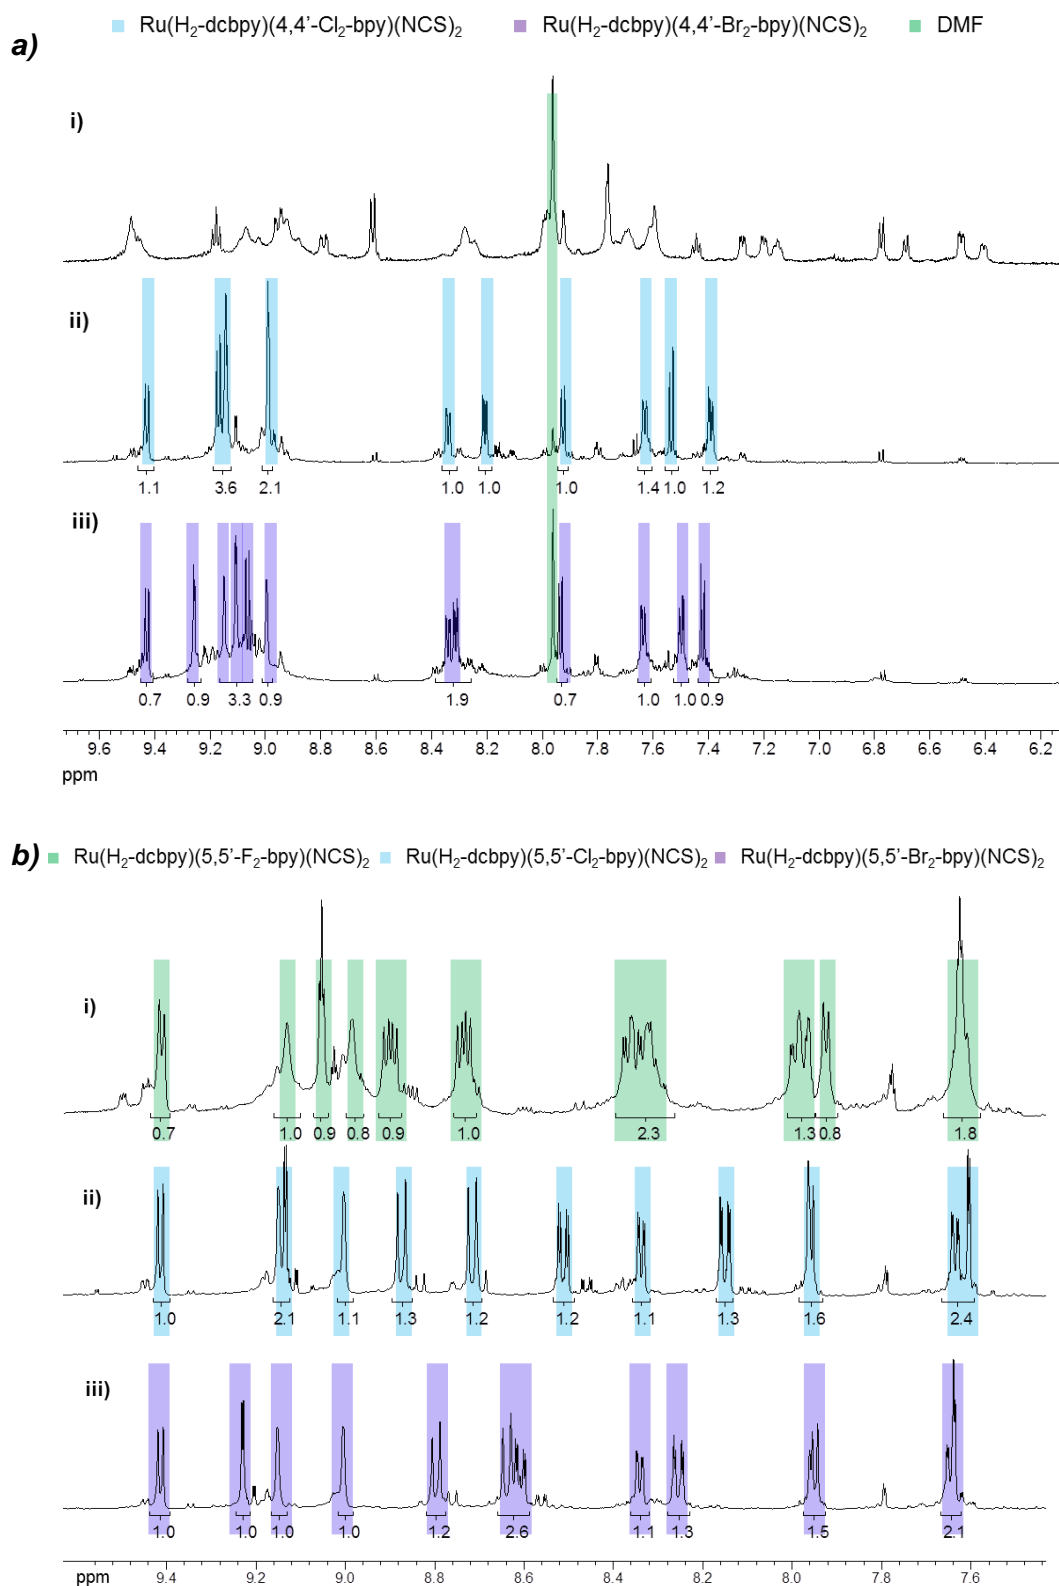 Ru(H₂-dcbpy)(4,4'-Cl₂-bpy)(NCS)₂ Ru(H₂-dcbpy)(4,4'-Br₂-bpy)(NCS)₂ DMF
a)
i)
ii)
1.1 3.6 2.1 1.0 1.0 1.0 1.4 1.0 1.2
iii)
0.7 0.9 3.3 0.9 1.9 0.7 1.0 1.0 0.9
9.6 9.4 9.2 9.0 8.8 8.6 8.4 8.2 8.0 7.8 7.6 7.4 7.2 7.0 6.8 6.6 6.4 6.2
ppm
b) Ru(H₂-dcbpy)(5,5'-F₂-bpy)(NCS)₂ Ru(H₂-dcbpy)(5,5'-Cl₂-bpy)(NCS)₂ Ru(H₂-dcbpy)(5,5'-Br₂-bpy)(NCS)₂
i)
0.7 1.0 0.9 0.8 0.9 1.0 2.3 1.3 0.8 1.8
ii)
1.0 2.1 1.1 1.3 1.2 1.2 1.1 1.3 1.6 2.4
iii)
1.0 1.0 1.0 1.0 1.2 2.6 1.1 1.3 1.5 2.1
ppm 9.4 9.2 9.0 8.8 8.6 8.4 8.2 8.0 7.8 7.6